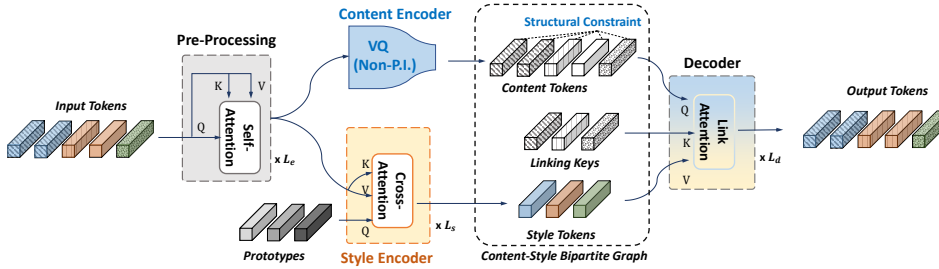 Content Encoder
Structural Constraint
Pre-Processing
VQ
(Non-P.I.)
Decoder
K
V
Content Tokens
Input Tokens
Output Tokens
Q
Self-
Attention
Q
Link
Attention
K
x L_e
K
Linking Keys
x L_d
V
Cross-
Attention
V
Q
x L_s
Prototypes
Style Encoder
Style Tokens
Content-Style Bipartite Graph